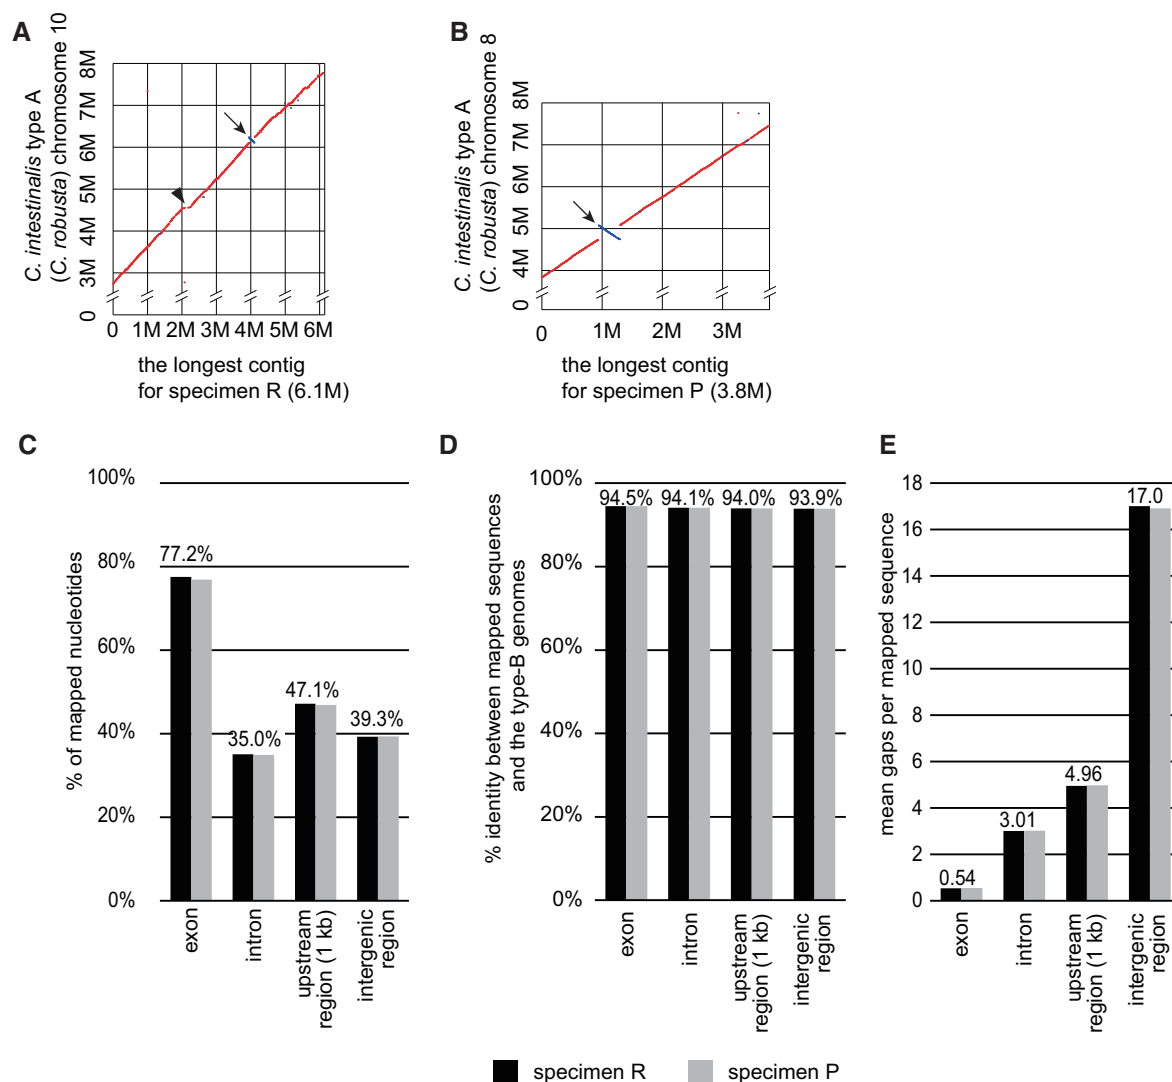 A
C. intestinalis type A
(C. robusta) chromosome 10
8M
7M
6M
5M
4M
3M
0
0 1M 2M 3M 4M 5M 6M
the longest contig
for specimen R (6.1M)
B
C. intestinalis type A
(C. robusta) chromosome 8
8M
7M
6M
5M
4M
0
0 1M 2M 3M
the longest contig
for specimen P (3.8M)
C
% of mapped nucleotides
100%
80%
60%
40%
20%
0%
77.2%
35.0%
47.1%
39.3%
exon
intron
upstream
region (1 kb)
intergenic
region
D
% identity between mapped sequences
and the type-B genomes
100%
80%
60%
40%
20%
0%
94.5% 94.1% 94.0% 93.9%
exon
intron
upstream
region (1 kb)
intergenic
region
E
mean gaps per mapped sequence
18
16
14
12
10
8
6
4
2
0
0.54
3.01
4.96
17.0
exon
intron
upstream
region (1 kb)
intergenic
region
specimen R specimen P